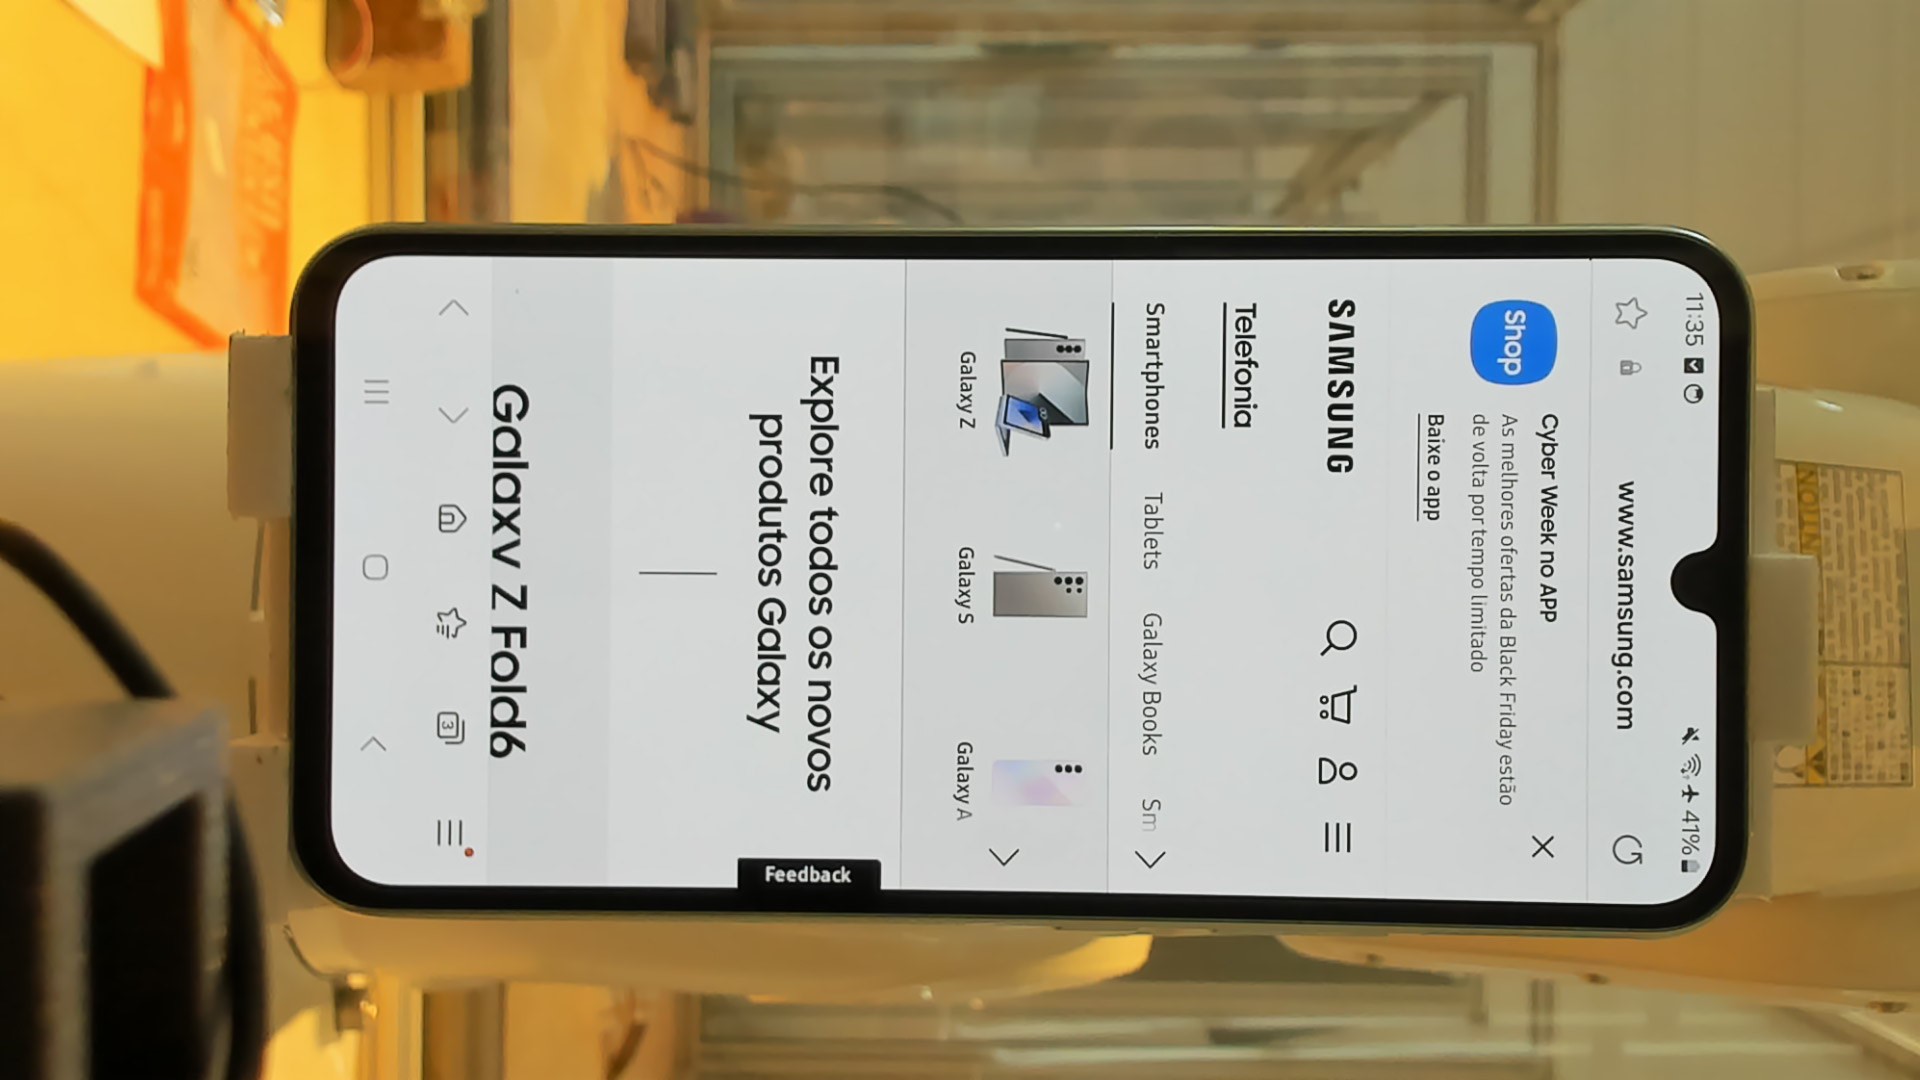 11:35 41%
www.samsung.com
Shop
Cyber Week no APP
As melhores ofertas da Black Friday estão
de volta por tempo limitado
Baixe o app
SAMSUNG
Telefonia
Smartphones Tablets Galaxy Books Sm
Galaxy Z Galaxy S Galaxy A
Explore todos os novos
produtos Galaxy
Feedback
Galaxy Z Fold6
3